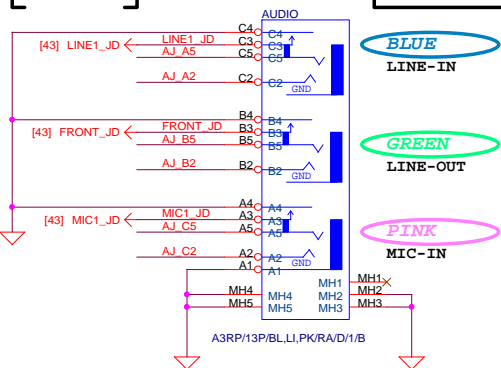 AUDIO
C4 C4
[43] LINE1_JD LINE1_JD C3 C3
AJ_A5 C5 C5
BLUE
LINE-IN
AJ_A2 C2 C2
GND
B4 B4
[43] FRONT_JD FRONT_JD B3 B3
AJ_B5 B5 B5
GREEN
LINE-OUT
AJ_B2 B2 B2
GND
A4 A4
[43] MIC1_JD MIC1_JD A3 A3
AJ_C5 A5 A5
PINK
MIC-IN
AJ_C2 A2 A2
GND
A1 A1
MH1 MH1
MH4 MH4 MH2 MH2
MH5 MH5 MH3 MH3
A3RP/13P/BL,LI,PK/RA/D/1/B